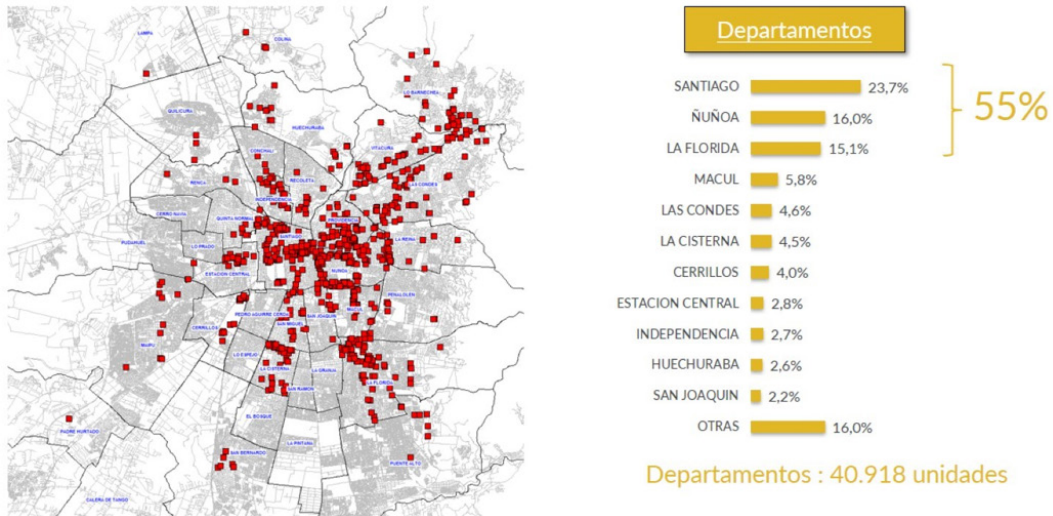 LAMPA
COLINA
LO BARNECHEA
QUILICURA
HUECHURABA
VITACURA
CONCHALI
RENCA
RECOLETA
LAS CONDES
INDEPENDENCIA
CERRO NAVIA
QUINTA NORMAL
PROVIDENCIA
PUDAHUEL
LO PRADO
SANTIAGO
LA REINA
ESTACION CENTRAL
ÑUÑOA
PEÑALOLEN
PEDRO AGUIRRE CERDA
SAN JOAQUIN
MACUL
CERRILLOS
SAN MIGUEL
MAIPU
LO ESPEJO
LA CISTERNA
LA GRANJA
LA FLORIDA
SAN RAMON
EL BOSQUE
PADRE HURTADO
LA PINTANA
SAN BERNARDO
PUENTE ALTO
CALERA DE TANGO
Departamentos
SANTIAGO 23,7%
ÑUÑOA 16,0%
LA FLORIDA 15,1%
55%
MACUL 5,8%
LAS CONDES 4,6%
LA CISTERNA 4,5%
CERRILLOS 4,0%
ESTACION CENTRAL 2,8%
INDEPENDENCIA 2,7%
HUECHURABA 2,6%
SAN JOAQUIN 2,2%
OTRAS 16,0%
Departamentos : 40.918 unidades